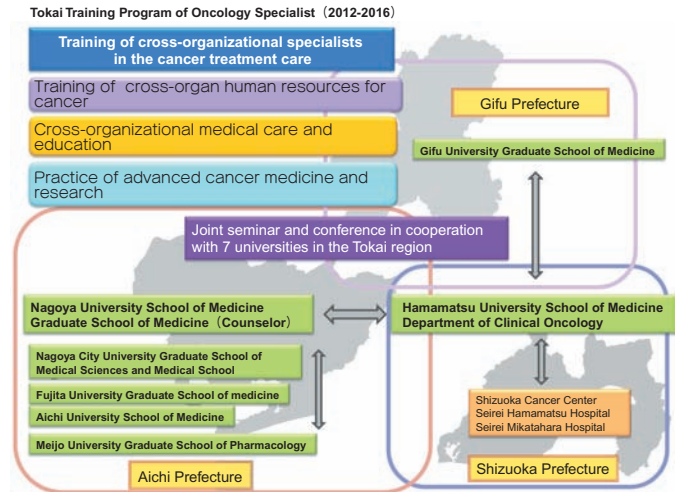 Tokai Training Program of Oncology Specialist（2012-2016）
Training of cross-organizational specialists
in the cancer treatment care
Training of cross-organ human resources for
cancer
Cross-organizational medical care and
education
Practice of advanced cancer medicine and
research
Gifu Prefecture
Gifu University Graduate School of Medicine
Joint seminar and conference in cooperation
with 7 universities in the Tokai region
Nagoya University School of Medicine
Graduate School of Medicine（Counselor）
Hamamatsu University School of Medicine
Department of Clinical Oncology
Nagoya City University Graduate School of
Medical Sciences and Medical School
Fujita University Graduate School of medicine
Aichi University School of Medicine
Meijo University Graduate School of Pharmacology
Aichi Prefecture
Shizuoka Cancer Center
Seirei Hamamatsu Hospital
Seirei Mikatahara Hospital
Shizuoka Prefecture